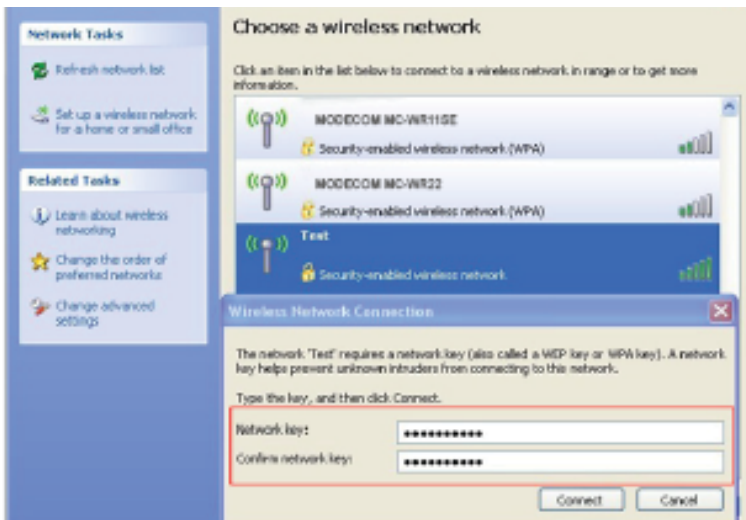 Network Tasks
Refresh network list
Set up a wireless network
for a home or small office
Related Tasks
Learn about wireless
networking
Change the order of
preferred networks
Change advanced
settings
Choose a wireless network
Click an item in the list below to connect to a wireless network in range or to get more
information.
MODECOM MC-WR11SE
Security-enabled wireless network (WPA)
MODECOM MC-WR22
Security-enabled wireless network (WPA)
Test
Security-enabled wireless network
Wireless Network Connection
The network 'Test' requires a network key (also called a WEP key or WPA key). A network
key helps prevent unknown intruders from connecting to this network.
Type the key, and then click Connect.
Network key: ••••••••••
Confirm network key: ••••••••••
Connect Cancel